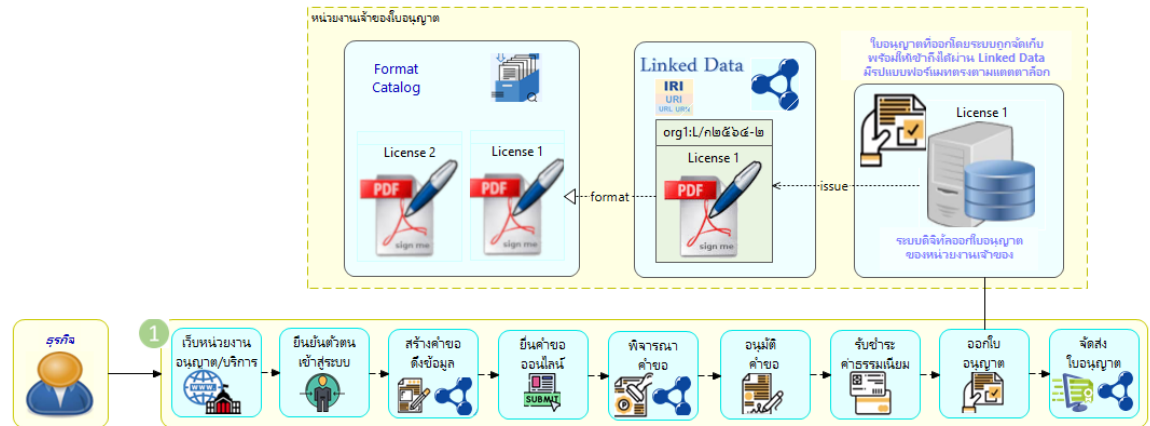 หน่วยงานเจ้าของใบอนุญาต
Format
Catalog
License 2
License 1
PDF
sign me
PDF
sign me
format
Linked Data
IRI
URI
URL URN
org1:L/ก๒๕๖๔-๒
License 1
PDF
sign me
issue
ใบอนุญาตที่ออกโดยระบบถูกจัดเก็บ
พร้อมให้เข้าถึงได้ผ่าน Linked Data
มีรูปแบบฟอร์แมทตรงตามแตตตาล็อก
License 1
ระบบดิจิทัลออกใบอนุญาต
ของหน่วยงานเจ้าของ
ธุรกิจ
1
เว็บหน่วยงาน
อนุญาต/บริการ
WWW
ยืนยันตัวตน
เข้าสู่ระบบ
สร้างคำขอ
ดึงข้อมูล
ยื่นคำขอ
ออนไลน์
SUBMIT
พิจารณา
คำขอ
อนุมัติ
คำขอ
รับชำระ
ค่าธรรมเนียม
ออกใบ
อนุญาต
จัดส่ง
ใบอนุญาต